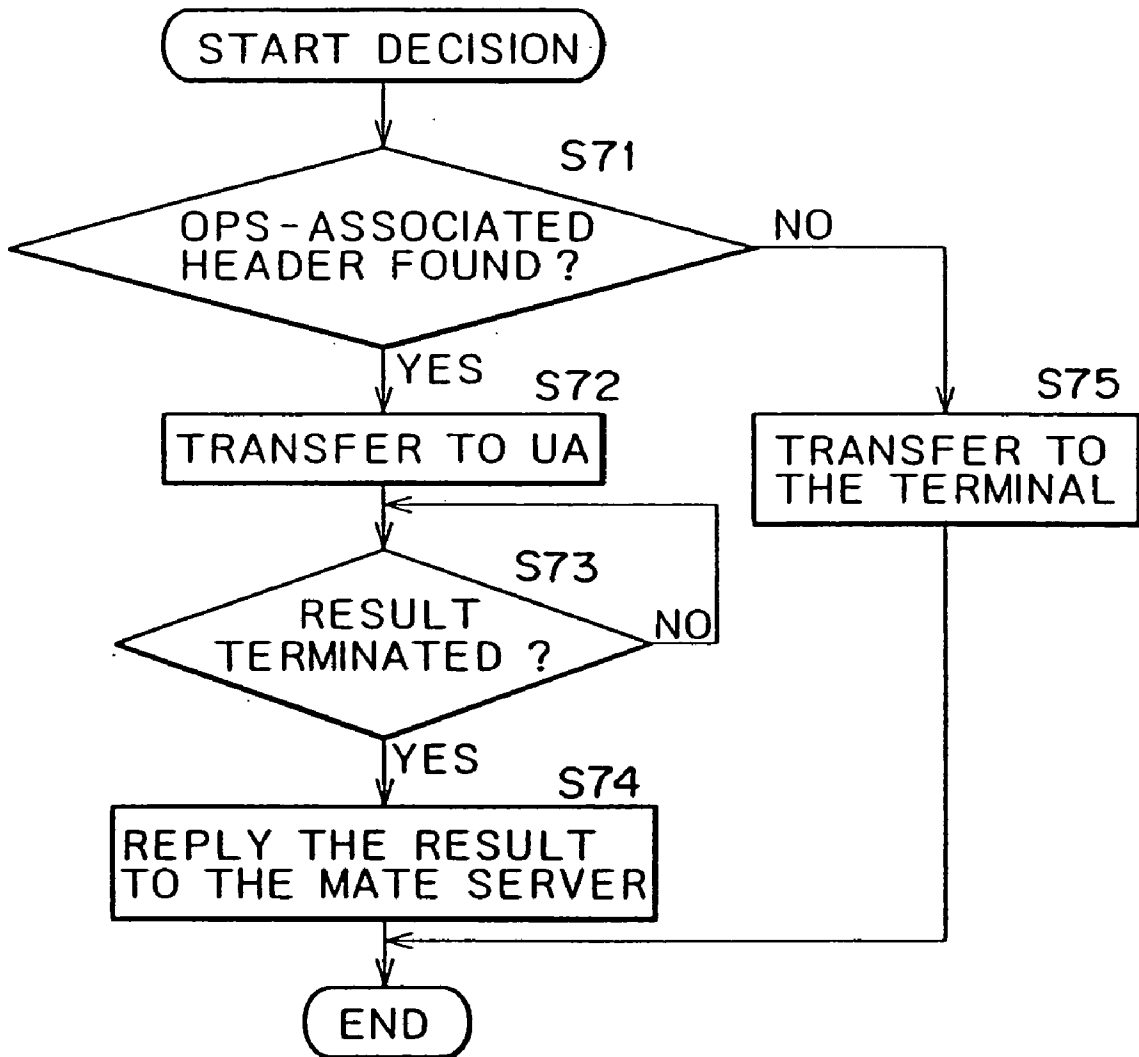 START DECISION
S71
OPS-ASSOCIATED
HEADER FOUND?
NO
YES
S72
TRANSFER TO UA
S75
TRANSFER TO
THE TERMINAL
S73
RESULT
TERMINATED ?
NO
YES
S74
REPLY THE RESULT
TO THE MATE SERVER
END